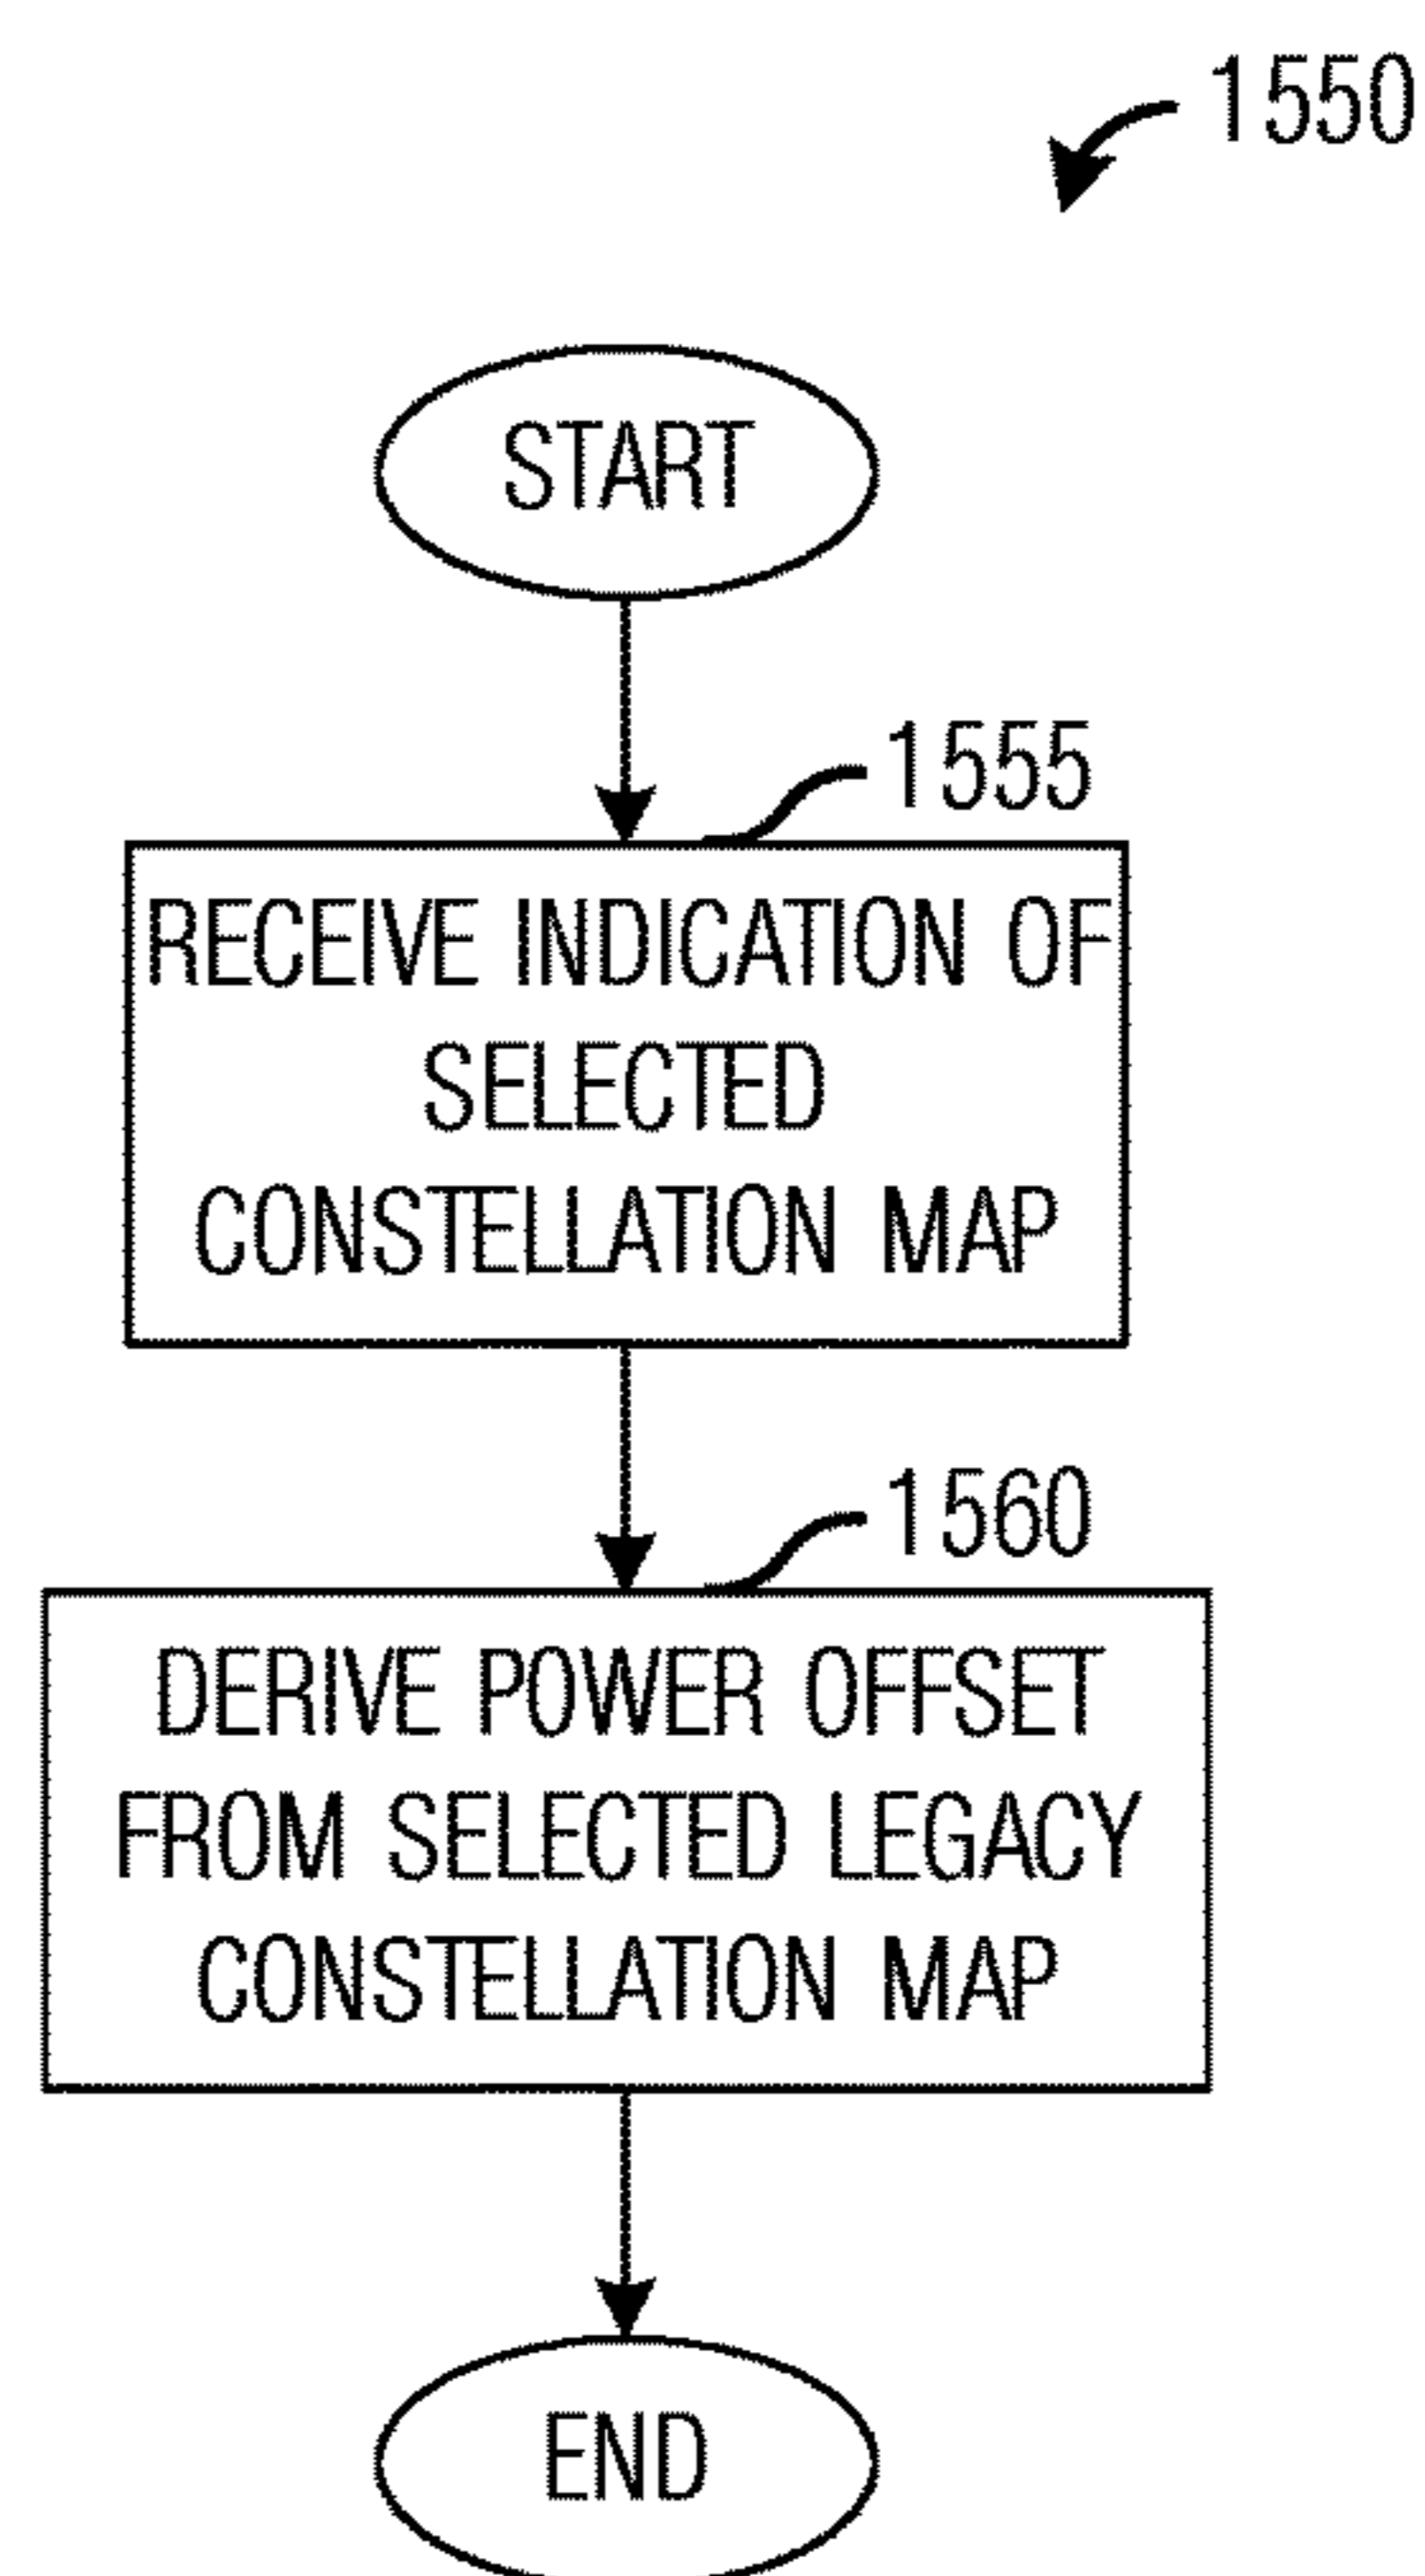 1550
START
1555
RECEIVE INDICATION OF
SELECTED
CONSTELLATION MAP
1560
DERIVE POWER OFFSET
FROM SELECTED LEGACY
CONSTELLATION MAP
END